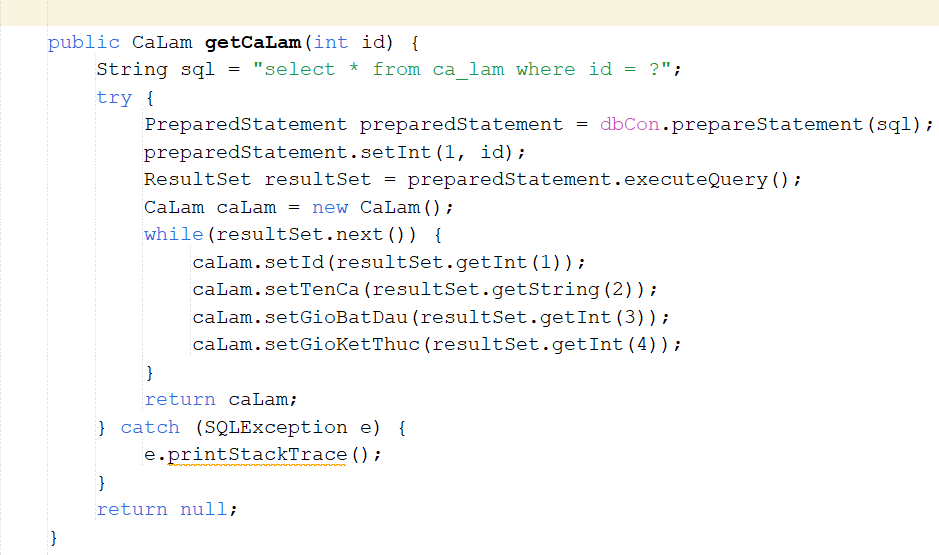 public CaLam getCaLam(int id) {
    String sql = "select * from ca_lam where id = ?";
    try {
        PreparedStatement preparedStatement = dbCon.prepareStatement(sql);
        preparedStatement.setInt(1, id);
        ResultSet resultSet = preparedStatement.executeQuery();
        CaLam caLam = new CaLam();
        while(resultSet.next()) {
            caLam.setId(resultSet.getInt(1));
            caLam.setTenCa(resultSet.getString(2));
            caLam.setGioBatDau(resultSet.getInt(3));
            caLam.setGioKetThuc(resultSet.getInt(4));
        }
        return caLam;
    } catch (SQLException e) {
        e.printStackTrace();
    }
    return null;
}